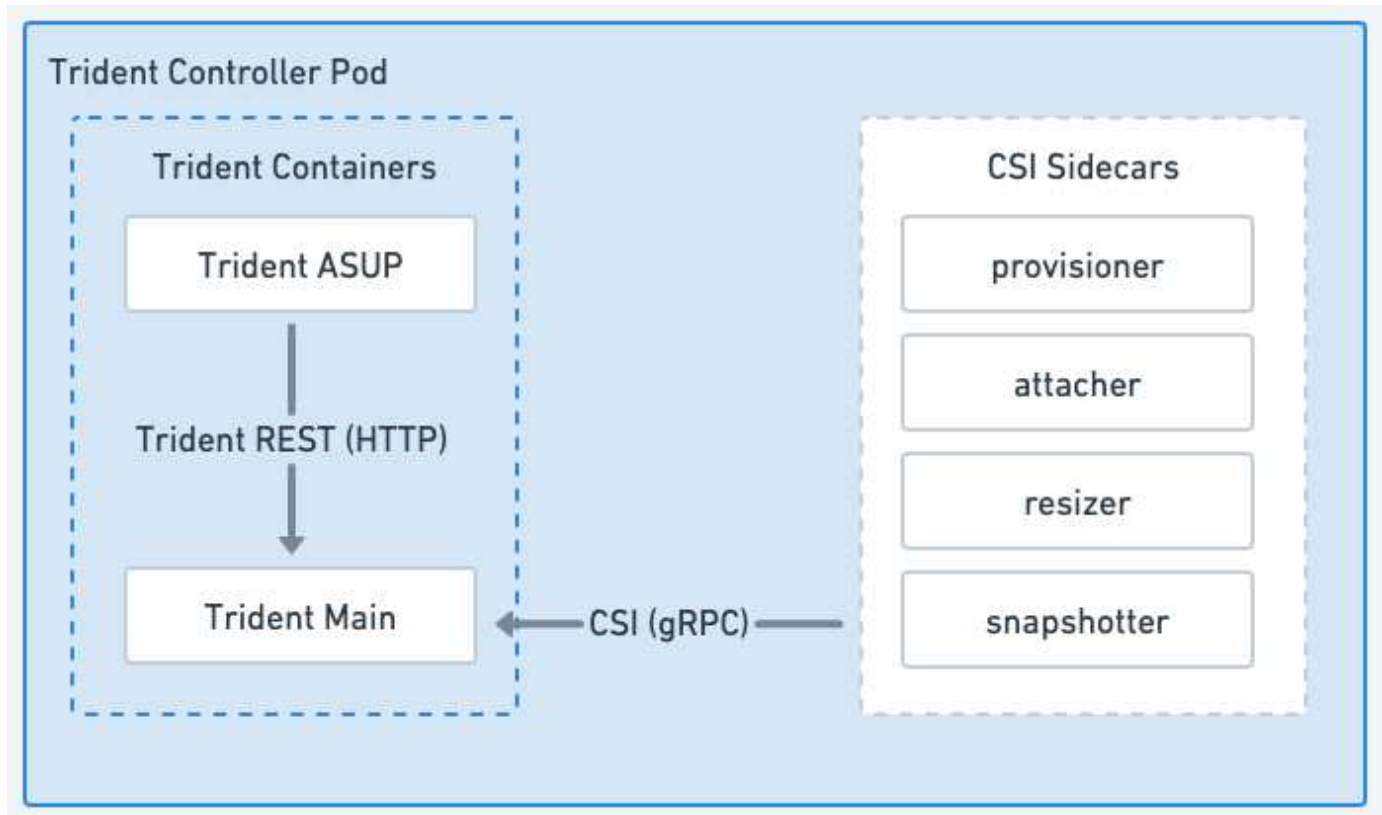 Trident Controller Pod
Trident Containers
Trident ASUP
Trident REST (HTTP)
Trident Main
CSI (gRPC)
CSI Sidecars
provisioner
attacher
resizer
snapshotter